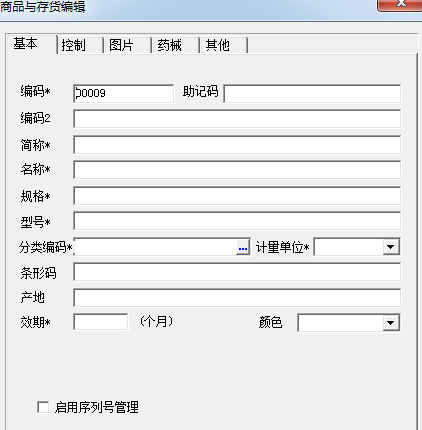 商品与存货编辑
基本 控制 图片 药械 其他
编码* 00009 助记码
编码2
简称*
名称*
规格*
型号*
分类编码* ... 计量单位*
条形码
产地
效期* (个月) 颜色
启用序列号管理